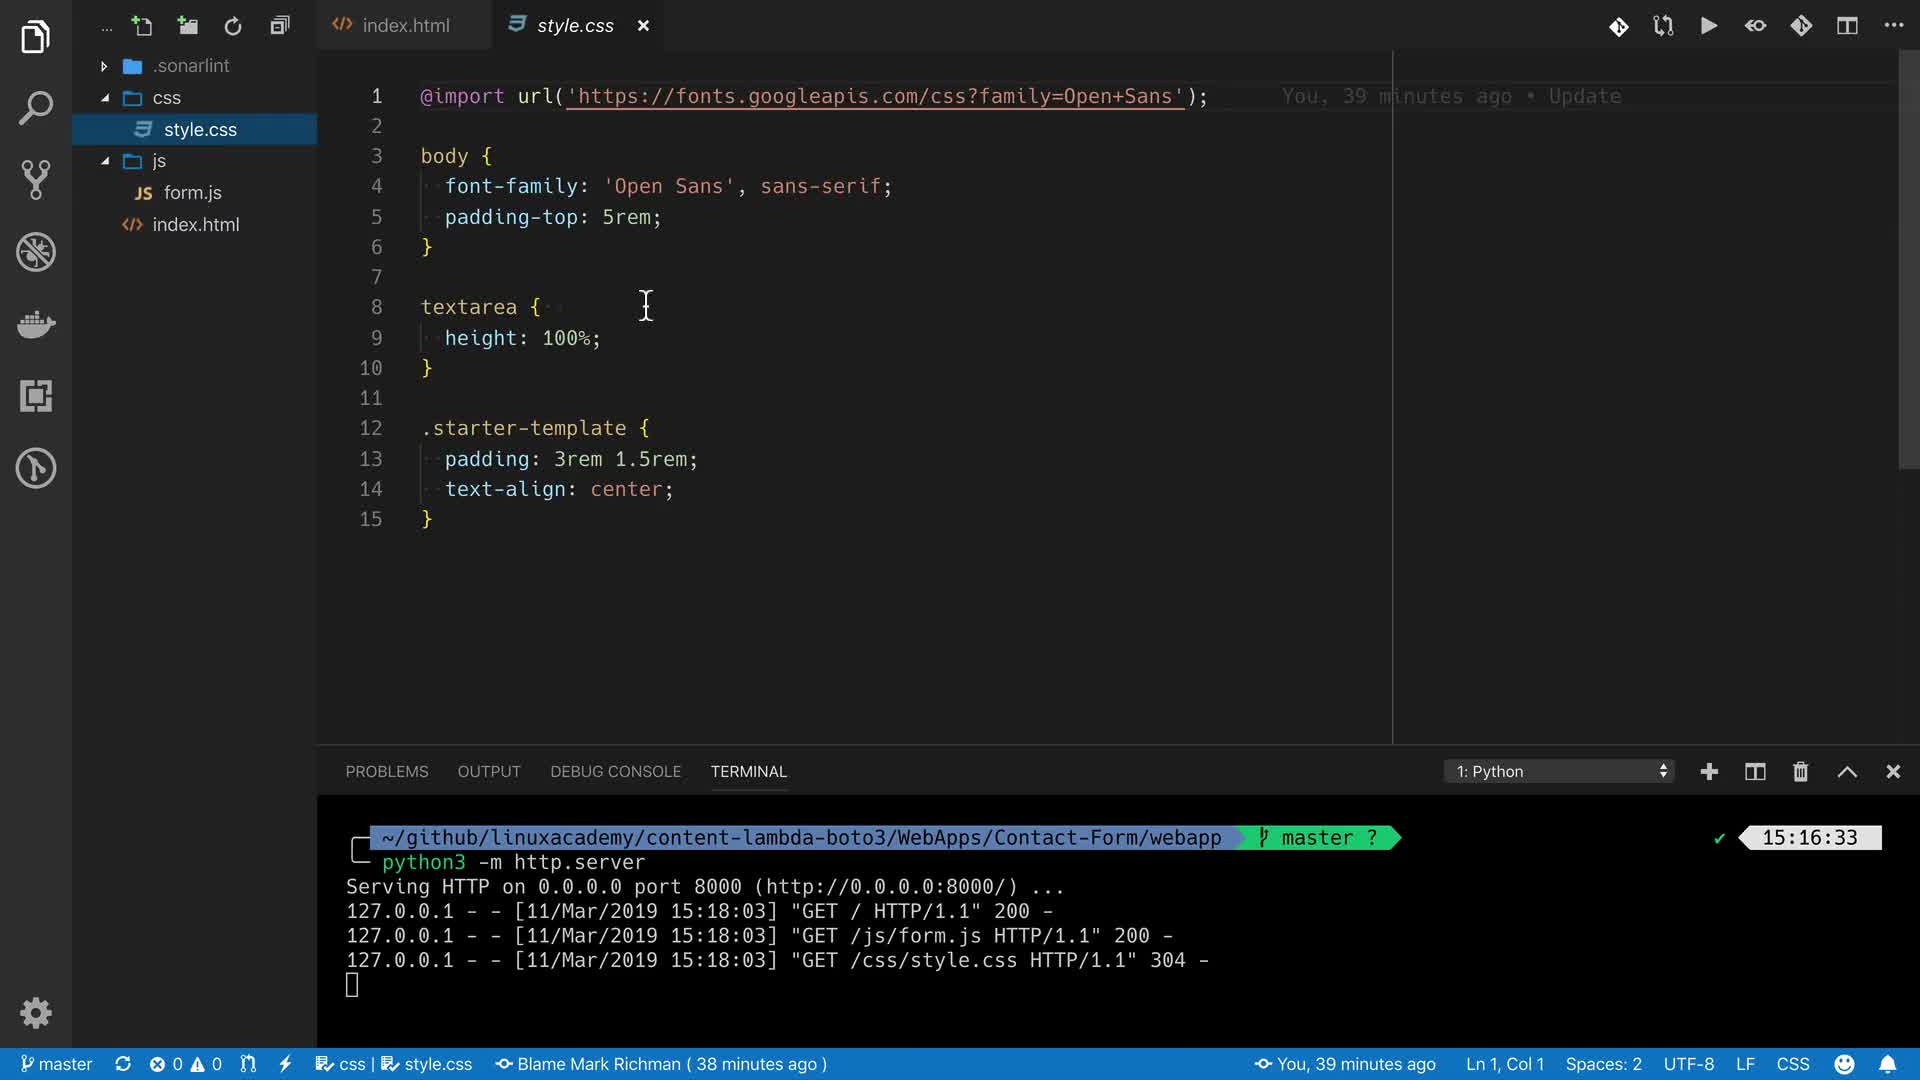 ...
.sonarlint
css
style.css
js
JS form.js
index.html
index.html
style.css
1 @import url('https://fonts.googleapis.com/css?family=Open+Sans'); You, 39 minutes ago • Update
2
3 body {
4 font-family: 'Open Sans', sans-serif;
5 padding-top: 5rem;
6 }
7
8 textarea {
9 height: 100%;
10 }
11
12 .starter-template {
13 padding: 3rem 1.5rem;
14 text-align: center;
15 }
PROBLEMS OUTPUT DEBUG CONSOLE TERMINAL 1: Python
~/github/linuxacademy/content-lambda-boto3/WebApps/Contact-Form/webapp master ? ✔ 15:16:33
python3 -m http.server
Serving HTTP on 0.0.0.0 port 8000 (http://0.0.0.0:8000/) ...
127.0.0.1 - - [11/Mar/2019 15:18:03] "GET / HTTP/1.1" 200 -
127.0.0.1 - - [11/Mar/2019 15:18:03] "GET /js/form.js HTTP/1.1" 200 -
127.0.0.1 - - [11/Mar/2019 15:18:03] "GET /css/style.css HTTP/1.1" 304 -
master 0 0 css | style.css Blame Mark Richman ( 38 minutes ago ) You, 39 minutes ago Ln 1, Col 1 Spaces: 2 UTF-8 LF CSS